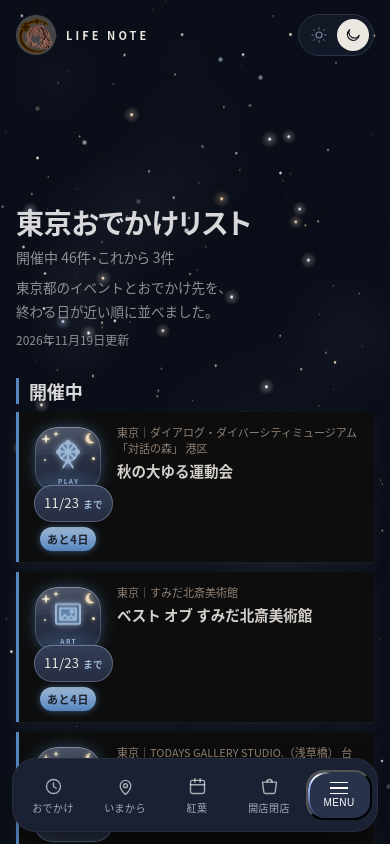 LIFE NOTE
東京おでかけリスト
開催中 46件・これから 3件
東京都のイベントとおでかけ先を、
終わる日が近い順に並べました。
2026年11月19日更新
開催中
PLAY
11/23 まで
あと4日
東京｜ダイアログ・ダイバーシティミュージアム
「対話の森」 港区
秋の大ゆる運動会
ART
11/23 まで
あと4日
東京｜すみだ北斎美術館
ベスト オブ すみだ北斎美術館
東京｜TODAYS GALLERY STUDIO.（浅草橋） 台
おでかけ
いまから
紅葉
開店閉店
MENU